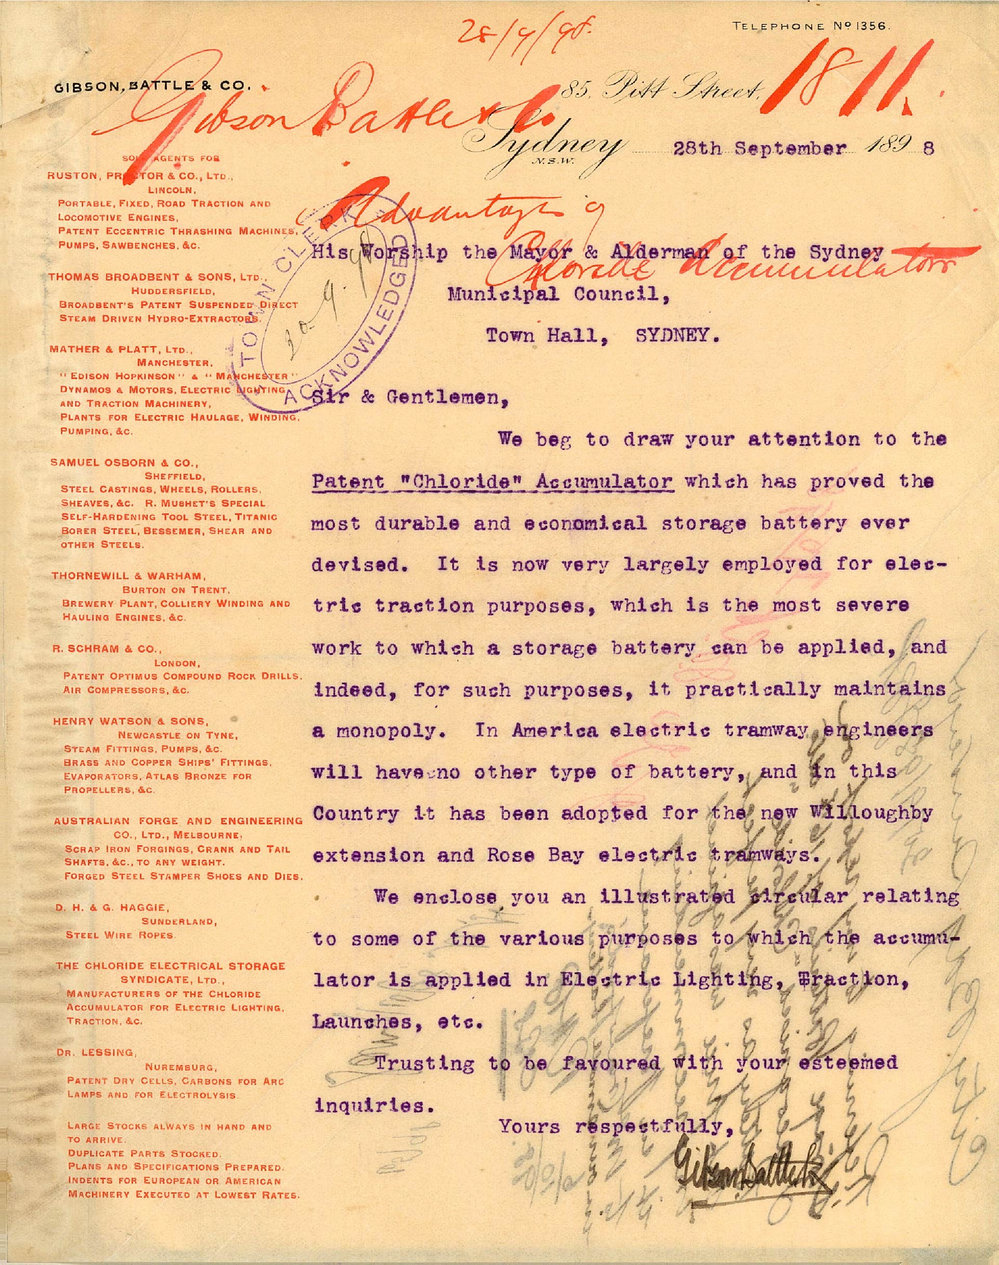 28/9/98.
TELEPHONE No 1356.
GIBSON, BATTLE & CO.
85, Pitt Street,
1811.
Gibson Battle & Co
Sydney
N.S.W.
28th September 1898
Advantages of
Chloride Accumulators
TOWN CLERK
ACKNOWLEDGED
SOLE AGENTS FOR
RUSTON, PROCTOR & CO., LTD.,
LINCOLN,
PORTABLE, FIXED, ROAD TRACTION AND
LOCOMOTIVE ENGINES,
PATENT ECCENTRIC THRASHING MACHINES,
PUMPS, SAWBENCHES, &C.
THOMAS BROADBENT & SONS, LTD.,
HUDDERSFIELD,
BROADBENT'S PATENT SUSPENDED DIRECT
STEAM DRIVEN HYDRO-EXTRACTORS.
MATHER & PLATT, LTD.,
MANCHESTER,
"EDISON HOPKINSON" & "MANCHESTER"
DYNAMOS & MOTORS, ELECTRIC LIGHTING
AND TRACTION MACHINERY,
PLANTS FOR ELECTRIC HAULAGE, WINDING,
PUMPING, &C.
SAMUEL OSBORN & CO.,
SHEFFIELD,
STEEL CASTINGS, WHEELS, ROLLERS,
SHEAVES, &C. R. MUSHET'S SPECIAL
SELF-HARDENING TOOL STEEL, TITANIC
BORER STEEL, BESSEMER, SHEAR AND
OTHER STEELS.
THORNEWILL & WARHAM,
BURTON ON TRENT,
BREWERY PLANT, COLLIERY WINDING AND
HAULING ENGINES, &C.
R. SCHRAM & CO.,
LONDON,
PATENT OPTIMUS COMPOUND ROCK DRILLS.
AIR COMPRESSORS, &C.
HENRY WATSON & SONS,
NEWCASTLE ON TYNE,
STEAM FITTINGS, PUMPS, &C.
BRASS AND COPPER SHIPS' FITTINGS,
EVAPORATORS, ATLAS BRONZE FOR
PROPELLERS, &C.
AUSTRALIAN FORGE AND ENGINEERING
CO., LTD., MELBOURNE,
SCRAP IRON FORGINGS, CRANK AND TAIL
SHAFTS, &C., TO ANY WEIGHT.
FORGED STEEL STAMPER SHOES AND DIES.
D. H. & G. HAGGIE,
SUNDERLAND,
STEEL WIRE ROPES.
THE CHLORIDE ELECTRICAL STORAGE
SYNDICATE, LTD.,
MANUFACTURERS OF THE CHLORIDE
ACCUMULATOR FOR ELECTRIC LIGHTING,
TRACTION, &C.
DR. LESSING,
NUREMBURG,
PATENT DRY CELLS, CARBONS FOR ARC
LAMPS AND FOR ELECTROLYSIS.
LARGE STOCKS ALWAYS IN HAND AND
TO ARRIVE.
DUPLICATE PARTS STOCKED.
PLANS AND SPECIFICATIONS PREPARED.
INDENTS FOR EUROPEAN OR AMERICAN
MACHINERY EXECUTED AT LOWEST RATES.
His Worship the Mayor & Alderman of the Sydney
Municipal Council,
Town Hall, SYDNEY.
Sir & Gentlemen,
We beg to draw your attention to the
Patent "Chloride" Accumulator which has proved the
most durable and economical storage battery ever
devised. It is now very largely employed for elec-
tric traction purposes, which is the most severe
work to which a storage battery can be applied, and
indeed, for such purposes, it practically maintains
a monopoly. In America electric tramway engineers
will have no other type of battery, and in this
Country it has been adopted for the new Willoughby
extension and Rose Bay electric tramways.
We enclose you an illustrated circular relating
to some of the various purposes to which the accumu-
lator is applied in Electric Lighting, Traction,
Launches, etc.
Trusting to be favoured with your esteemed
inquiries.
Yours respectfully,
Gibson Battle & Co